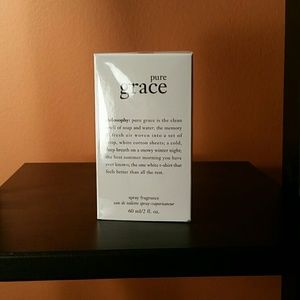 pure
grace
philosophy: pure grace is the clean
smell of soap and water, the memory
of fresh air woven into a set of
crisp, white cotton sheets; a cold,
deep breath on a snowy winter night;
the best summer morning you have
ever known; the one white t-shirt that
feels better than all the rest.
spray fragrance
eau de toilette spray vaporisateur
60 ml/2 fl. oz.